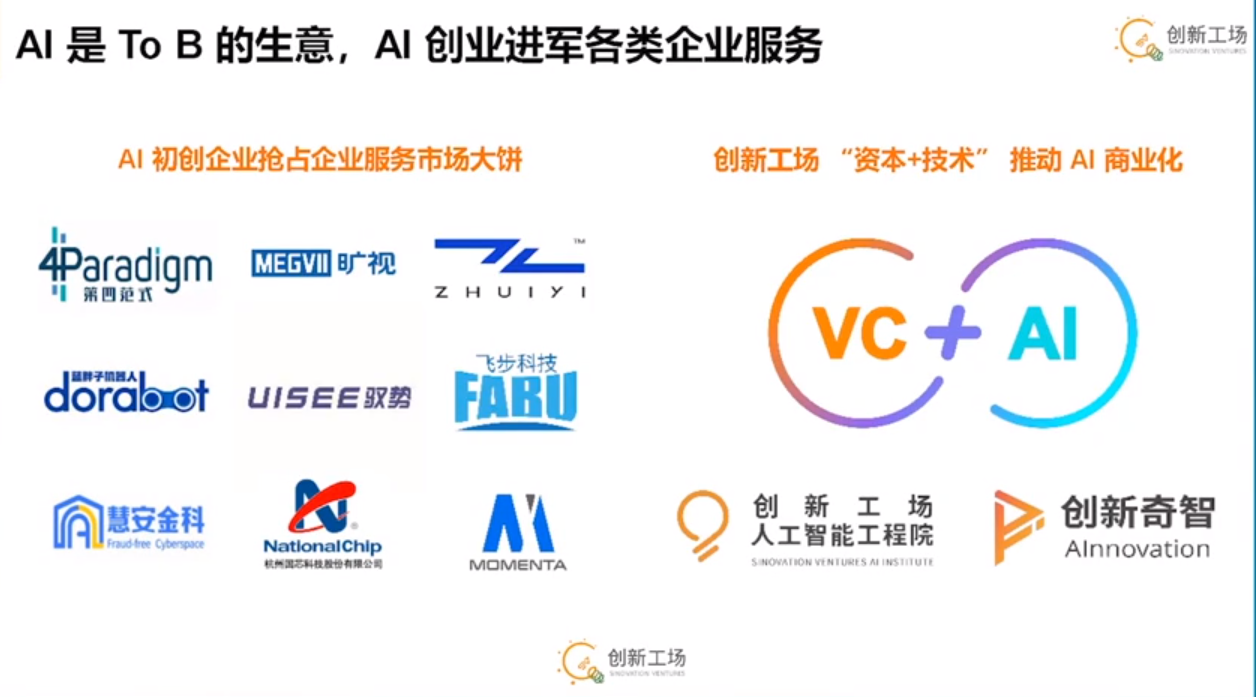 AI 是 To B 的生意，AI 创业进军各类企业服务
创新工场
SINOVATION VENTURES
AI 初创企业抢占企业服务市场大饼
创新工场 “资本+技术” 推动 AI 商业化
4Paradigm
第四范式
MEGVII 旷视
TM
ZHUIYI
VC + AI
蓝胖子机器人
dorabot
UISEE 驭势
飞步科技
FABU
慧安金科
Fraud-free Cyberspace
®
NationalChip
杭州国芯科技股份有限公司
MOMENTA
创新工场
人工智能工程院
SINOVATION VENTURES AI INSTITUTE
创新奇智
AInnovation
创新工场
SINOVATION VENTURES